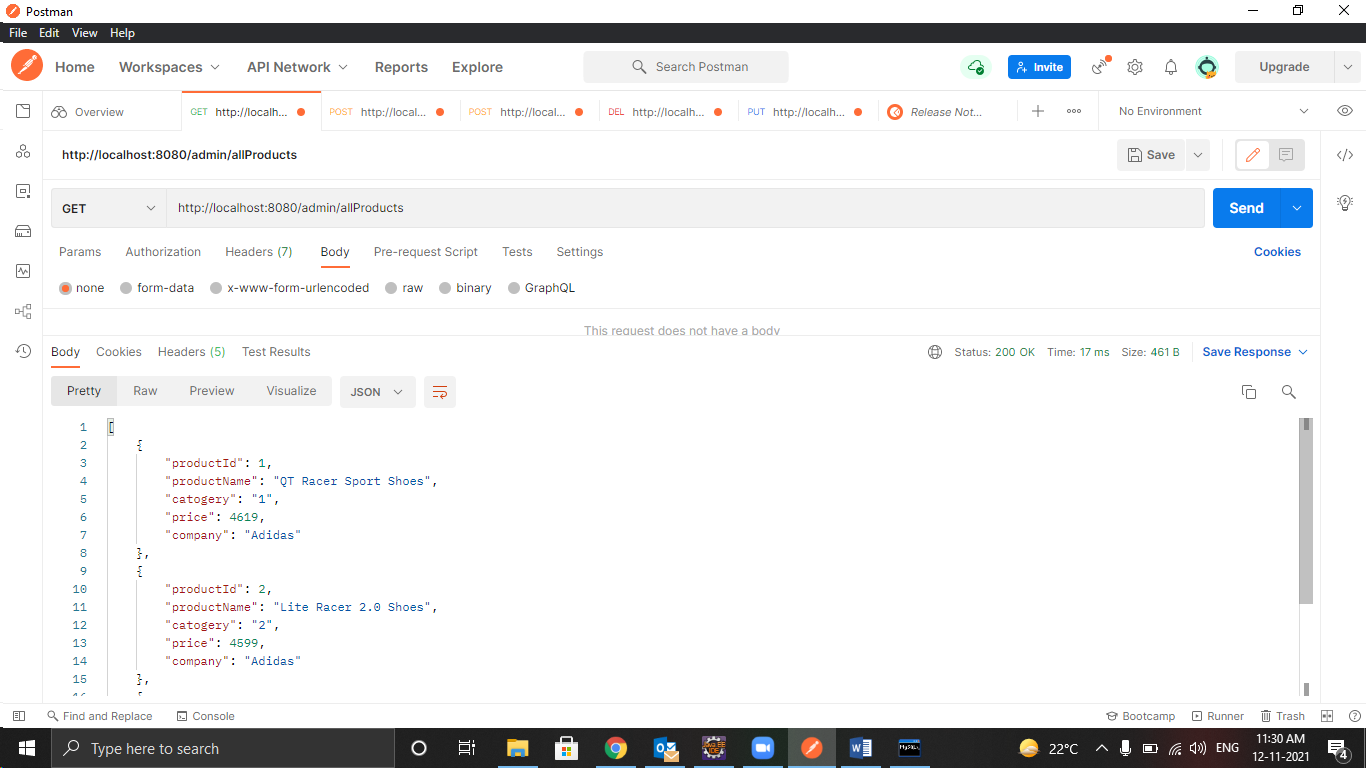 Postman
File Edit View Help
Home Workspaces API Network Reports Explore Search Postman Invite Upgrade
Overview GET http://localh... POST http://local... POST http://local... DEL http://localh... PUT http://localh... Release Not... No Environment
http://localhost:8080/admin/allProducts Save
GET http://localhost:8080/admin/allProducts Send
Params Authorization Headers (7) Body Pre-request Script Tests Settings Cookies
none form-data x-www-form-urlencoded raw binary GraphQL
This request does not have a body
Body Cookies Headers (5) Test Results Status: 200 OK Time: 17 ms Size: 461 B Save Response
Pretty Raw Preview Visualize JSON
1 [
2 {
3 "productId": 1,
4 "productName": "QT Racer Sport Shoes",
5 "catogery": "1",
6 "price": 4619,
7 "company": "Adidas"
8 },
9 {
10 "productId": 2,
11 "productName": "Lite Racer 2.0 Shoes",
12 "catogery": "2",
13 "price": 4599,
14 "company": "Adidas"
15 },
Find and Replace Console Bootcamp Runner Trash
Type here to search 22°C ENG 11:30 AM
12-11-2021 4